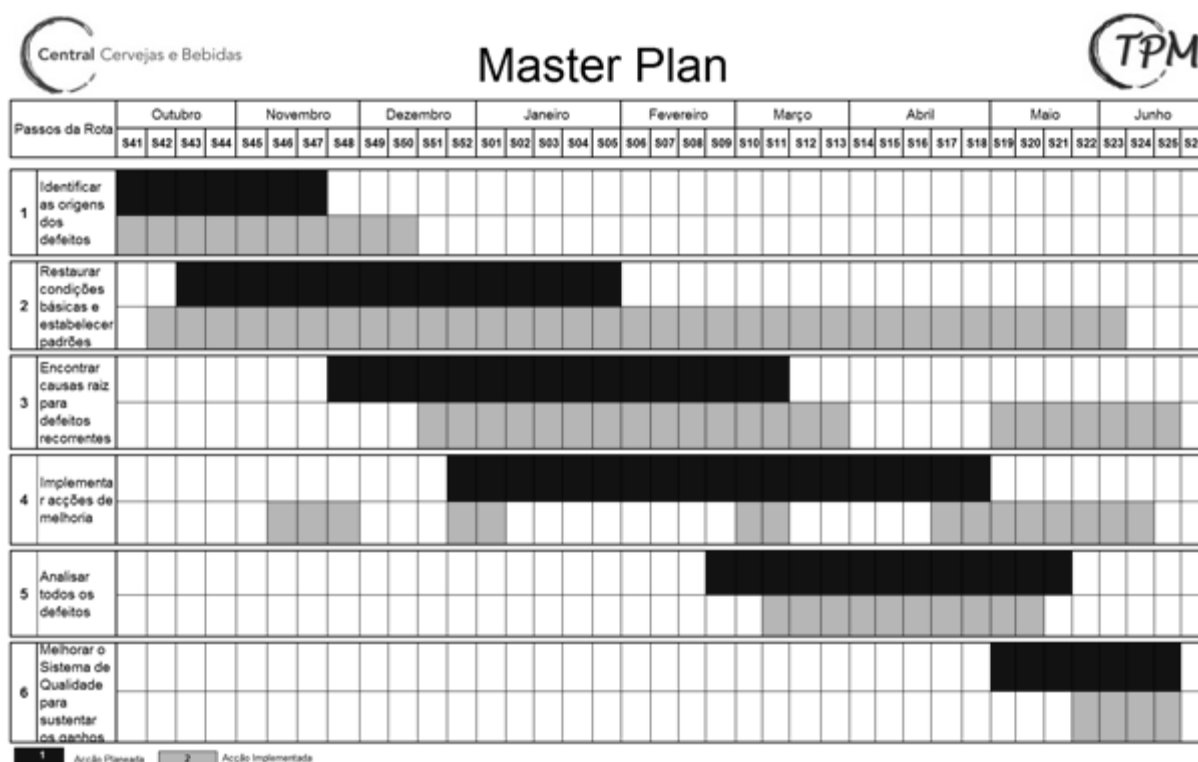 Central Cervejas e Bebidas
Master Plan
TPM
Passos da Rota
Outubro Novembro Dezembro Janeiro Fevereiro Março Abril Maio Junho
S41 S42 S43 S44 S45 S46 S47 S48 S49 S50 S51 S52 S01 S02 S03 S04 S05 S06 S07 S08 S09 S10 S11 S12 S13 S14 S15 S16 S17 S18 S19 S20 S21 S22 S23 S24 S25
1
Identificar
as origens
dos
defeitos
2
Restaurar
condições
básicas e
estabelecer
padrões
3
Encontrar
causas raiz
para
defeitos
recorrentes
4
Implementa
r acções de
melhoria
5
Analisar
todos os
defeitos
6
Melhorar o
Sistema de
Qualidade
para
sustentar
os ganhos
1 Acção Planeada 2 Acção Implementada